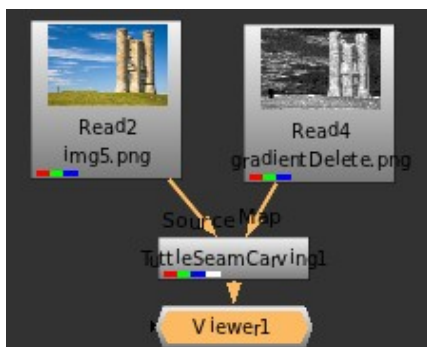 Read2
img5.png
Read4
gradientDelete.png
Source Map
TuttleSeamCarving1
Viewer1